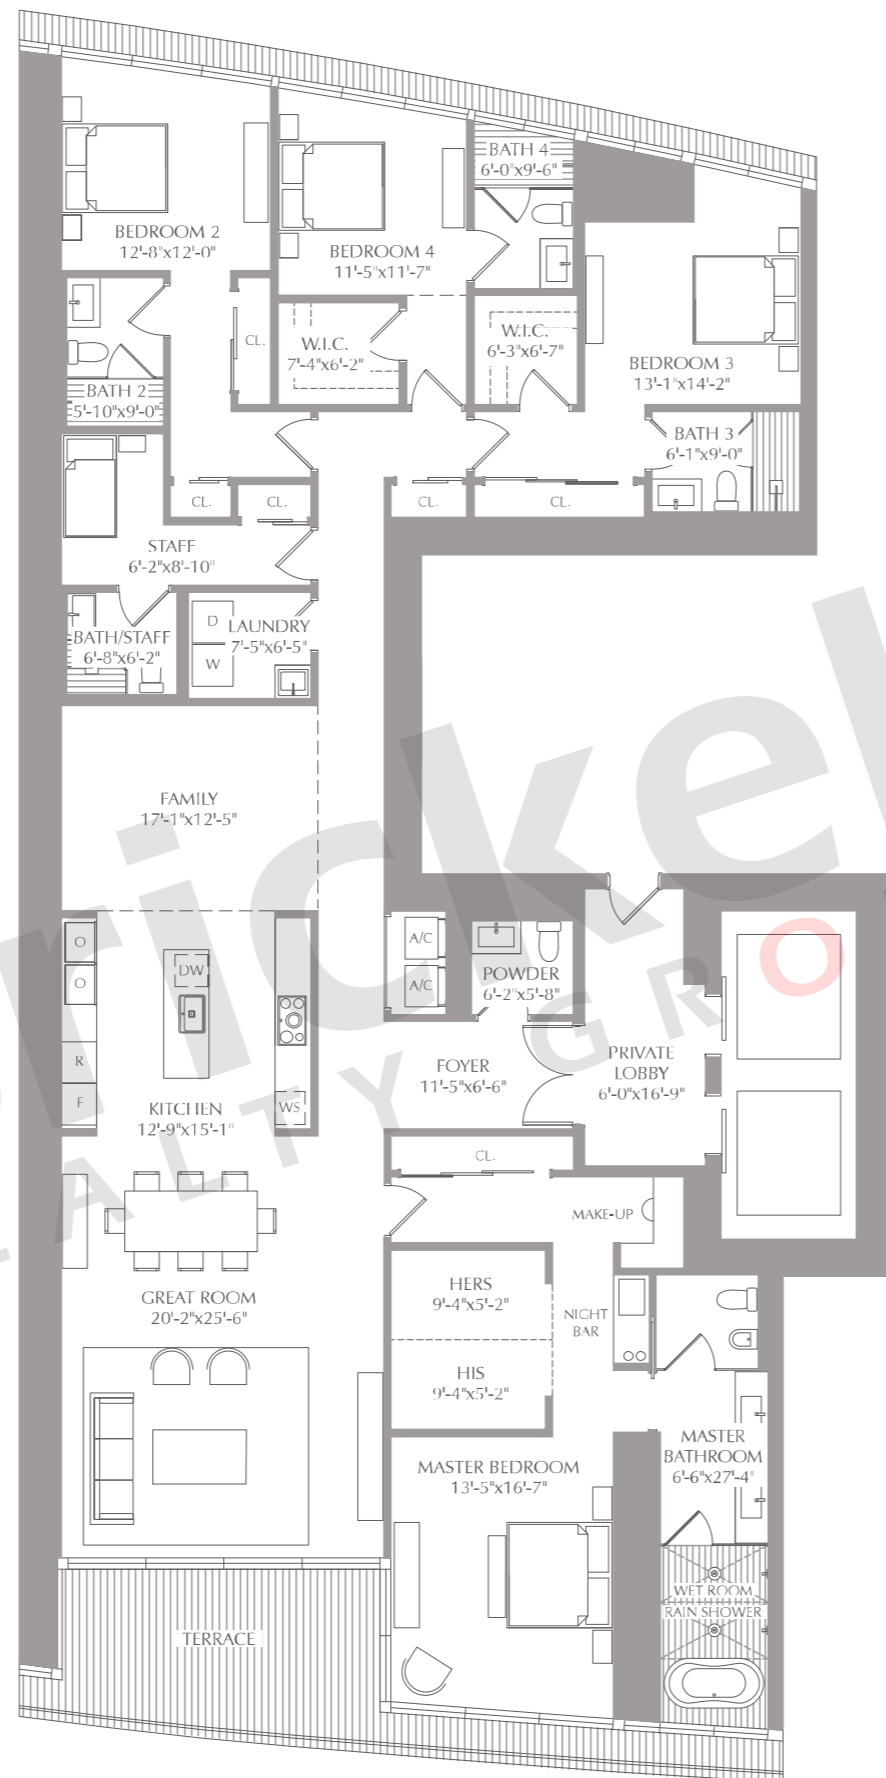 BATH 4
6'-0"x9'-6"
BEDROOM 2
12'-8"x12'-0"
BEDROOM 4
11'-5"x11'-7"
W.I.C.
7'-4"x6'-2"
W.I.C.
6'-3"x6'-7"
CL.
BEDROOM 3
13'-1"x14'-2"
BATH 2
5'-10"x9'-0"
BATH 3
6'-1"x9'-0"
CL.
CL.
CL.
CL.
STAFF
6'-2"x8'-10"
BATH/STAFF
6'-8"x6'-2"
D
W
LAUNDRY
7'-5"x6'-5"
FAMILY
17'-1"x12'-5"
rickel
REALTY GRO
O
O
R
F
DW
WS
KITCHEN
12'-9"x15'-1"
A/C
A/C
POWDER
6'-2"x5'-8"
FOYER
11'-5"x6'-6"
PRIVATE
LOBBY
6'-0"x16'-9"
CL.
MAKE-UP
HERS
9'-4"x5'-2"
HIS
9'-4"x5'-2"
NIGHT
BAR
GREAT ROOM
20'-2"x25'-6"
MASTER BEDROOM
13'-5"x16'-7"
MASTER
BATHROOM
6'-6"x27'-4"
WET ROOM
RAIN SHOWER
TERRACE